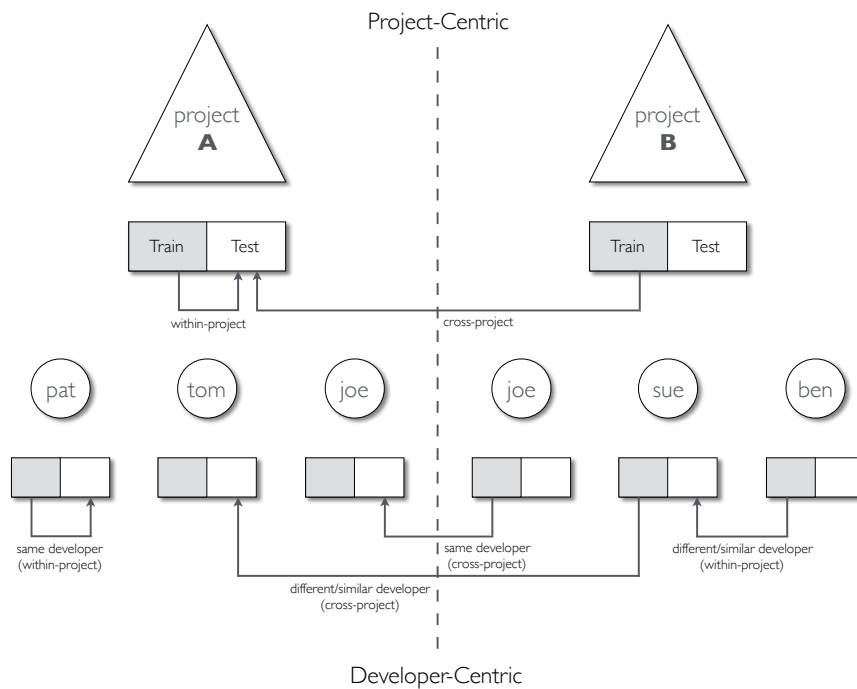 Project-Centric
project
A
project
B
Train
Test
Train
Test
within-project
cross-project
pat
tom
joe
joe
sue
ben
same developer
(within-project)
same developer
(cross-project)
different/similar developer
(within-project)
different/similar developer
(cross-project)
Developer-Centric